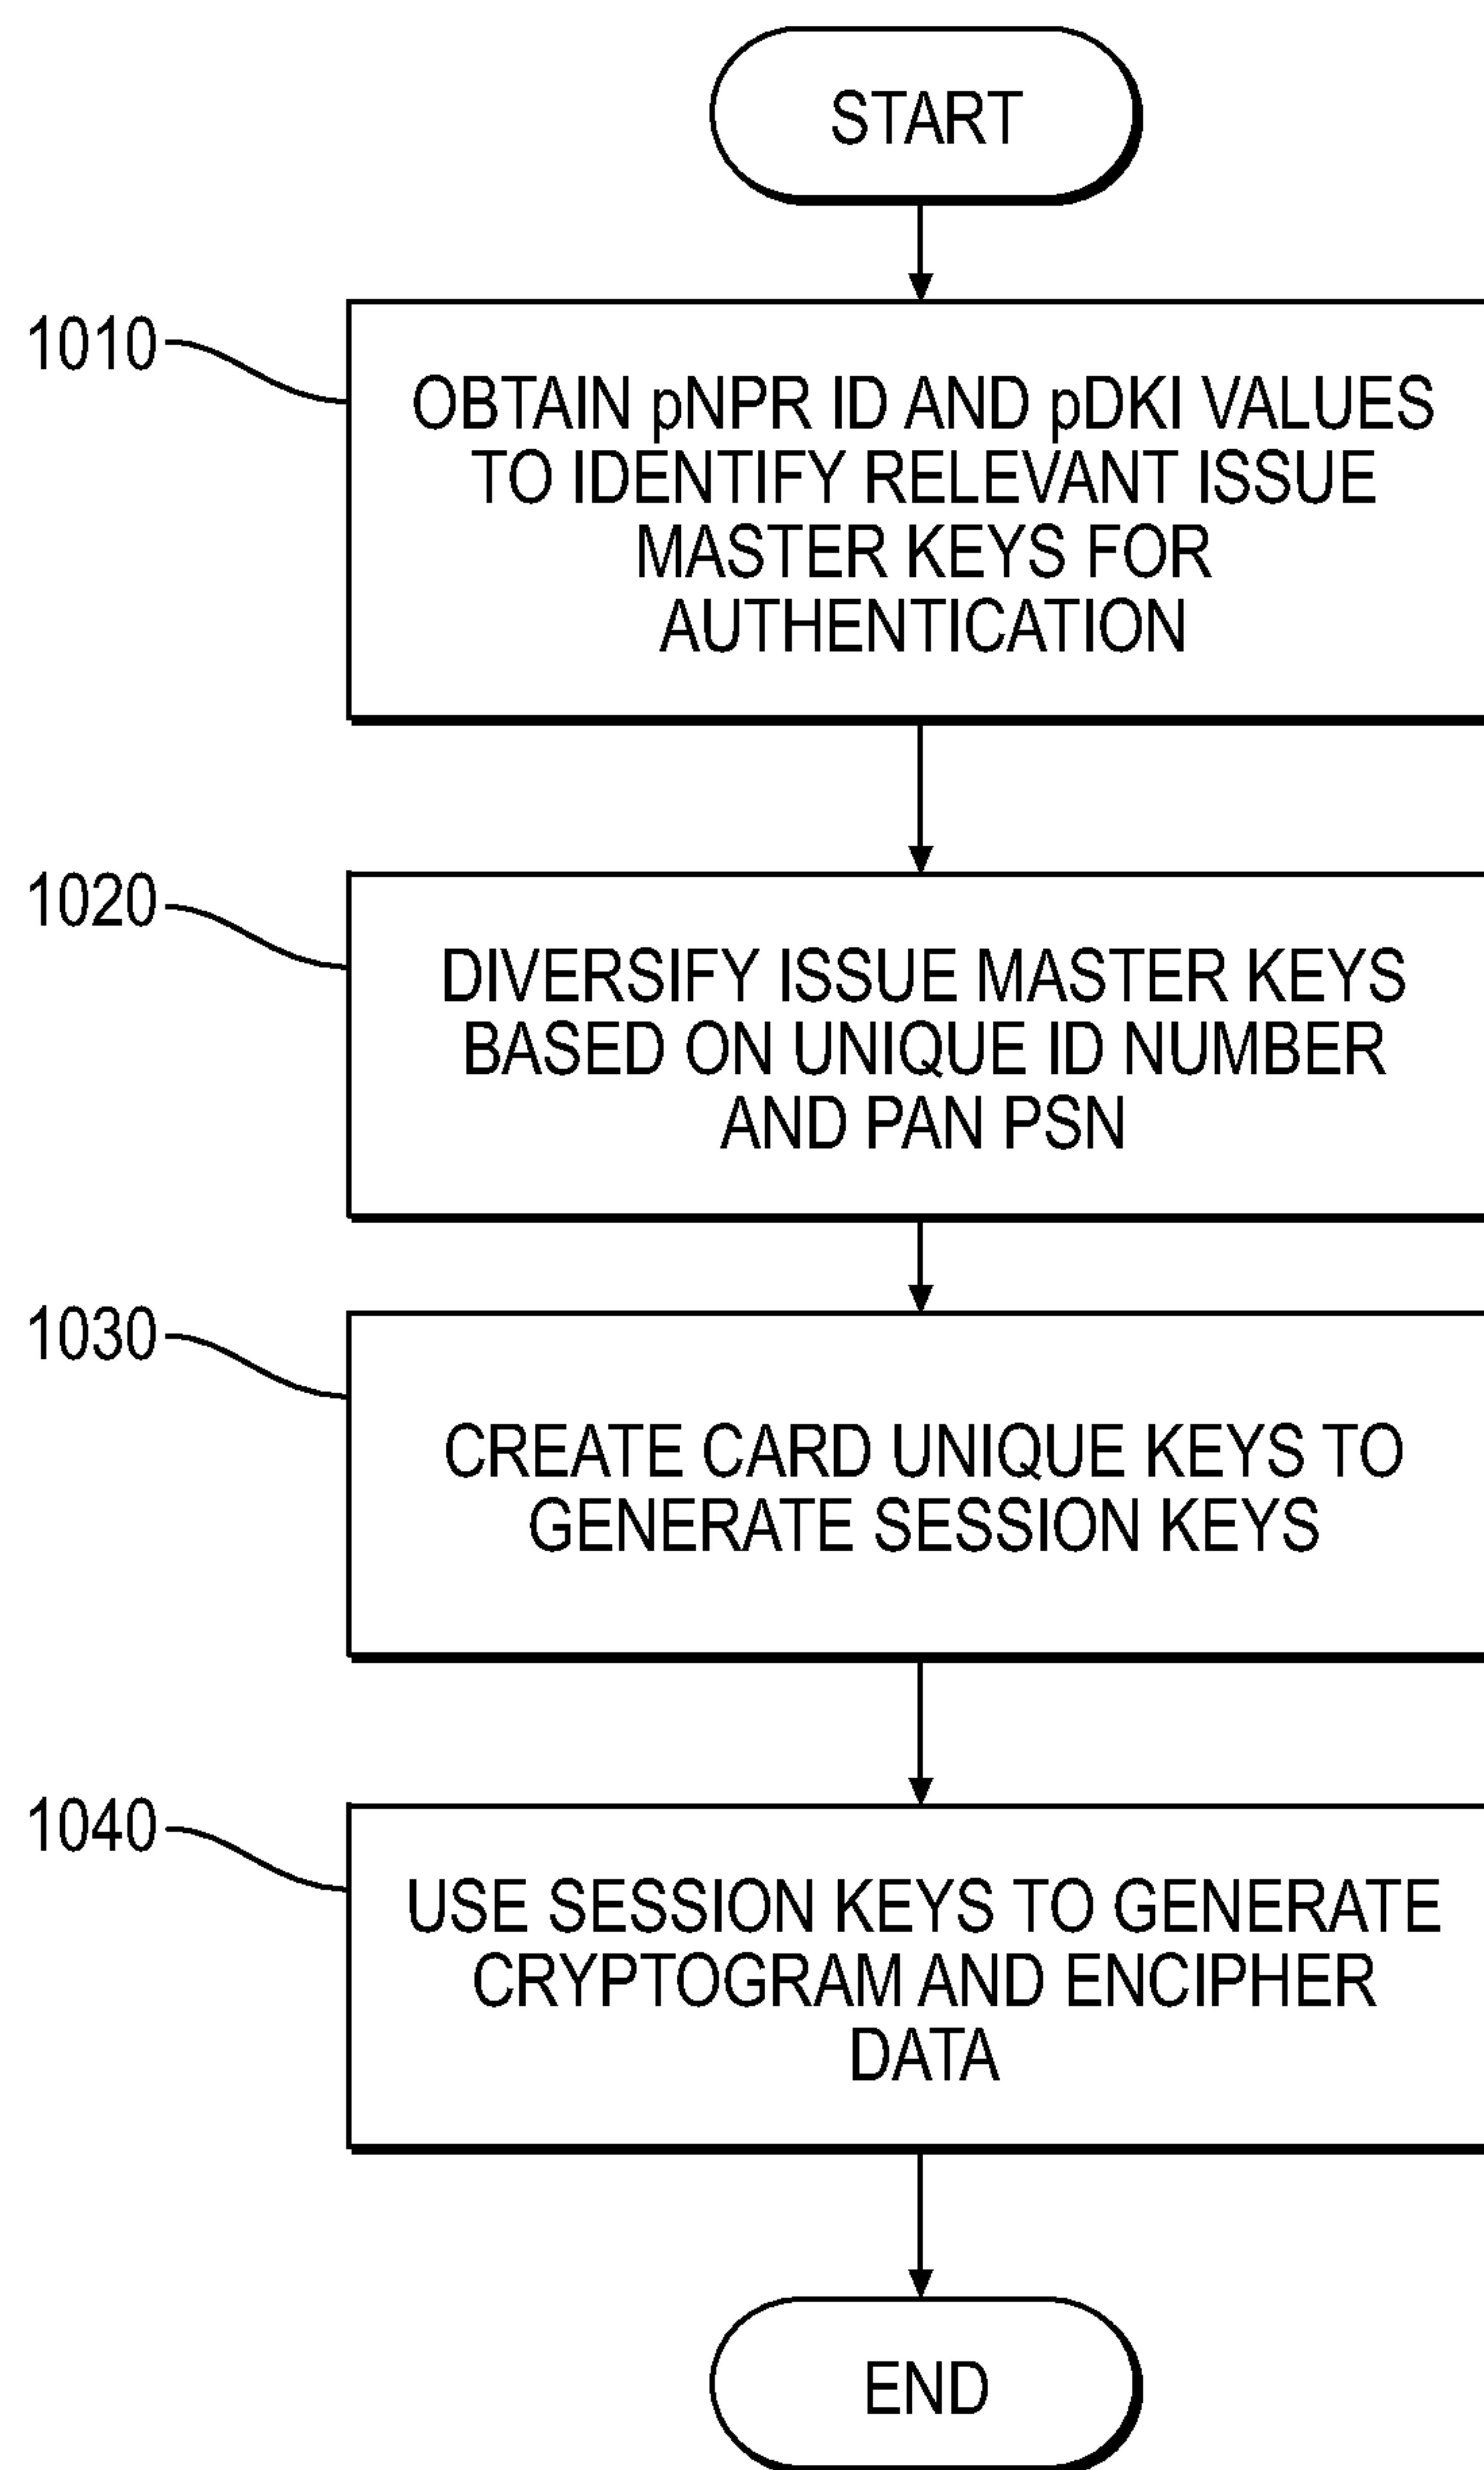 START
1010
OBTAIN pNPR ID AND pDKI VALUES
TO IDENTIFY RELEVANT ISSUE
MASTER KEYS FOR
AUTHENTICATION
1020
DIVERSIFY ISSUE MASTER KEYS
BASED ON UNIQUE ID NUMBER
AND PAN PSN
1030
CREATE CARD UNIQUE KEYS TO
GENERATE SESSION KEYS
1040
USE SESSION KEYS TO GENERATE
CRYPTOGRAM AND ENCIPHER
DATA
END